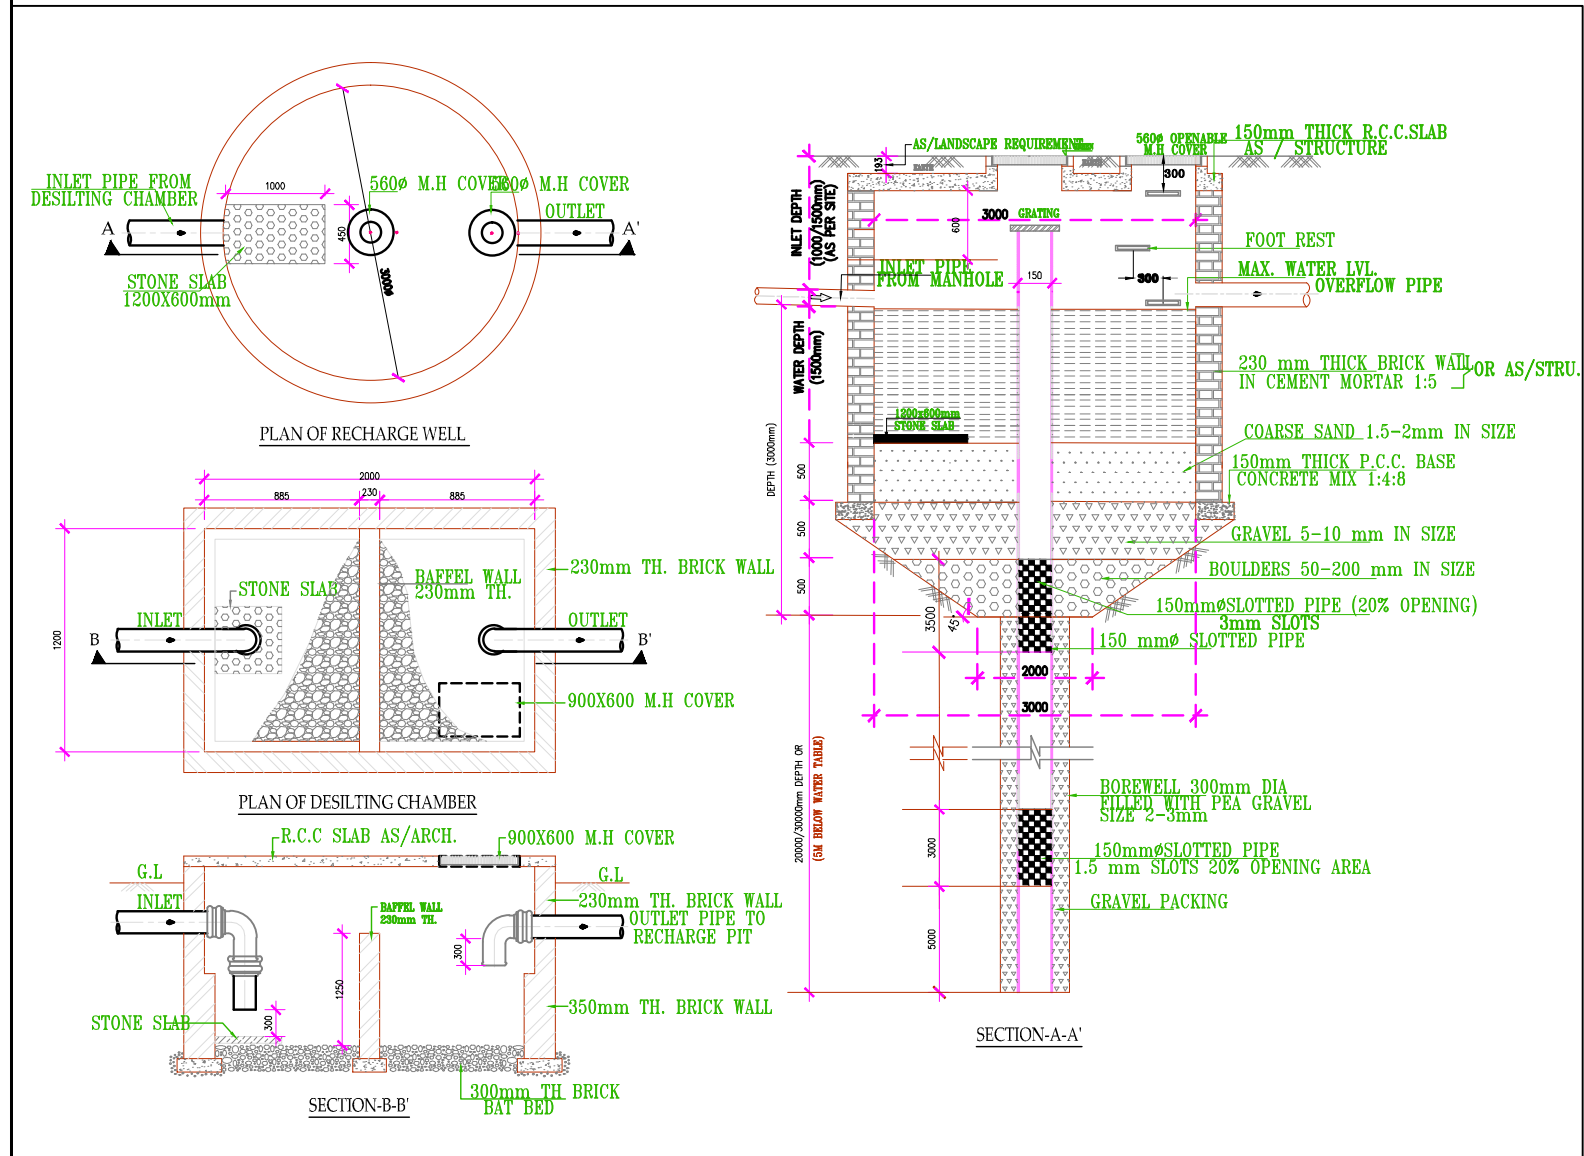 INLET PIPE FROM
DESILTING CHAMBER
A
1000
450
560ø M.H COVER
560ø M.H COVER
OUTLET
A'
STONE SLAB
1200X600mm
3000ø
PLAN OF RECHARGE WELL
2000
885
230
885
1200
STONE SLAB
BAFFEL WALL
230mm TH.
230mm TH. BRICK WALL
INLET
OUTLET
B
B'
900X600 M.H COVER
PLAN OF DESILTING CHAMBER
R.C.C SLAB AS/ARCH.
900X600 M.H COVER
G.L
G.L
INLET
BAFFEL WALL
230mm TH.
230mm TH. BRICK WALL
OUTLET PIPE TO
RECHARGE PIT
300
1250
300
350mm TH. BRICK WALL
STONE SLAB
300mm TH BRICK
BAT BED
SECTION-B-B'
AS/LANDSCAPE REQUIREMENT
560ø OPENABLE
M.H COVER
150mm THICK R.C.C.SLAB
AS / STRUCTURE
193
EARTH
300
INLET DEPTH
(1000/1500mm)
(AS PER SITE)
600
3000
GRATING
FOOT REST
INLET PIPE
FROM MANHOLE
150
300
MAX. WATER LVL.
OVERFLOW PIPE
WATER DEPTH
(1500mm)
230 mm THICK BRICK WALL
IN CEMENT MORTAR 1:5
OR AS/STRU.
1200x600mm
STONE SLAB
COARSE SAND 1.5-2mm IN SIZE
DEPTH (3000mm)
500
150mm THICK P.C.C. BASE
CONCRETE MIX 1:4:8
500
GRAVEL 5-10 mm IN SIZE
500
BOULDERS 50-200 mm IN SIZE
150mmøSLOTTED PIPE (20% OPENING)
3mm SLOTS
3500
45°
150 mmø SLOTTED PIPE
2000
3000
20000/30000mm DEPTH OR
(5M BELOW WATER TABLE)
BOREWELL 300mm DIA
FILLED WITH PEA GRAVEL
SIZE 2-3mm
3000
150mmøSLOTTED PIPE
1.5 mm SLOTS 20% OPENING AREA
GRAVEL PACKING
5000
SECTION-A-A'